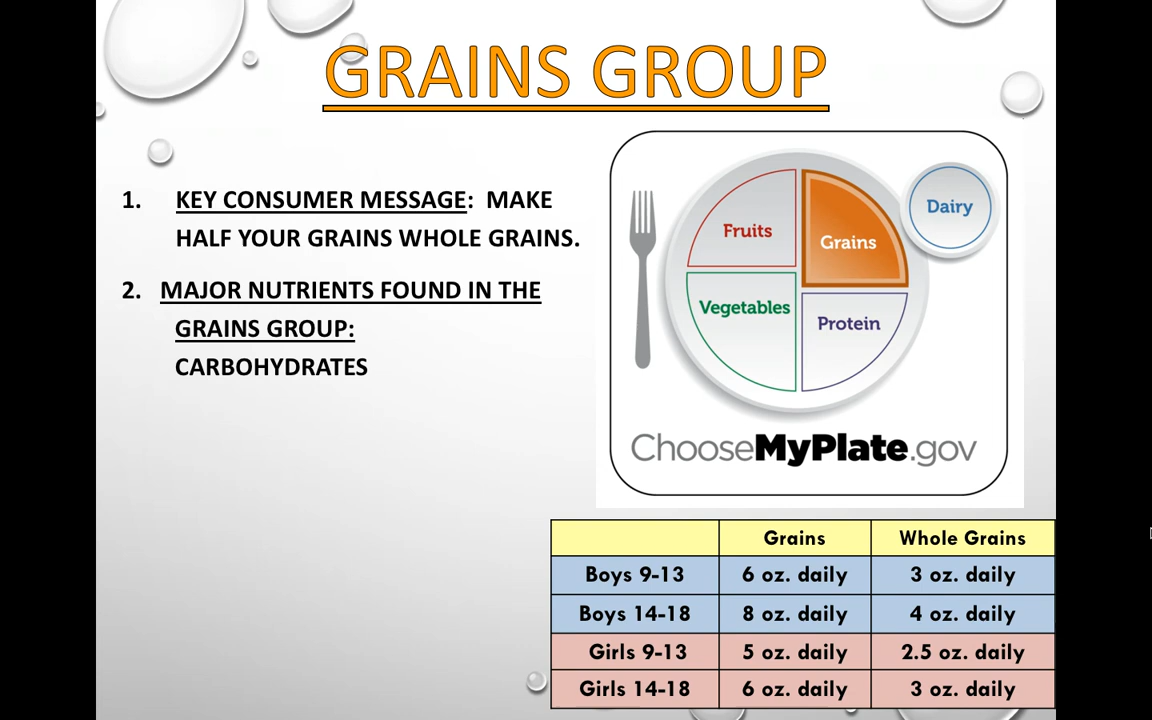 GRAINS GROUP
1. KEY CONSUMER MESSAGE: MAKE
HALF YOUR GRAINS WHOLE GRAINS.
2. MAJOR NUTRIENTS FOUND IN THE
GRAINS GROUP:
CARBOHYDRATES
Dairy
Fruits
Grains
Vegetables
Protein
ChooseMyPlate.gov
Grains Whole Grains
Boys 9-13 6 oz. daily 3 oz. daily
Boys 14-18 8 oz. daily 4 oz. daily
Girls 9-13 5 oz. daily 2.5 oz. daily
Girls 14-18 6 oz. daily 3 oz. daily